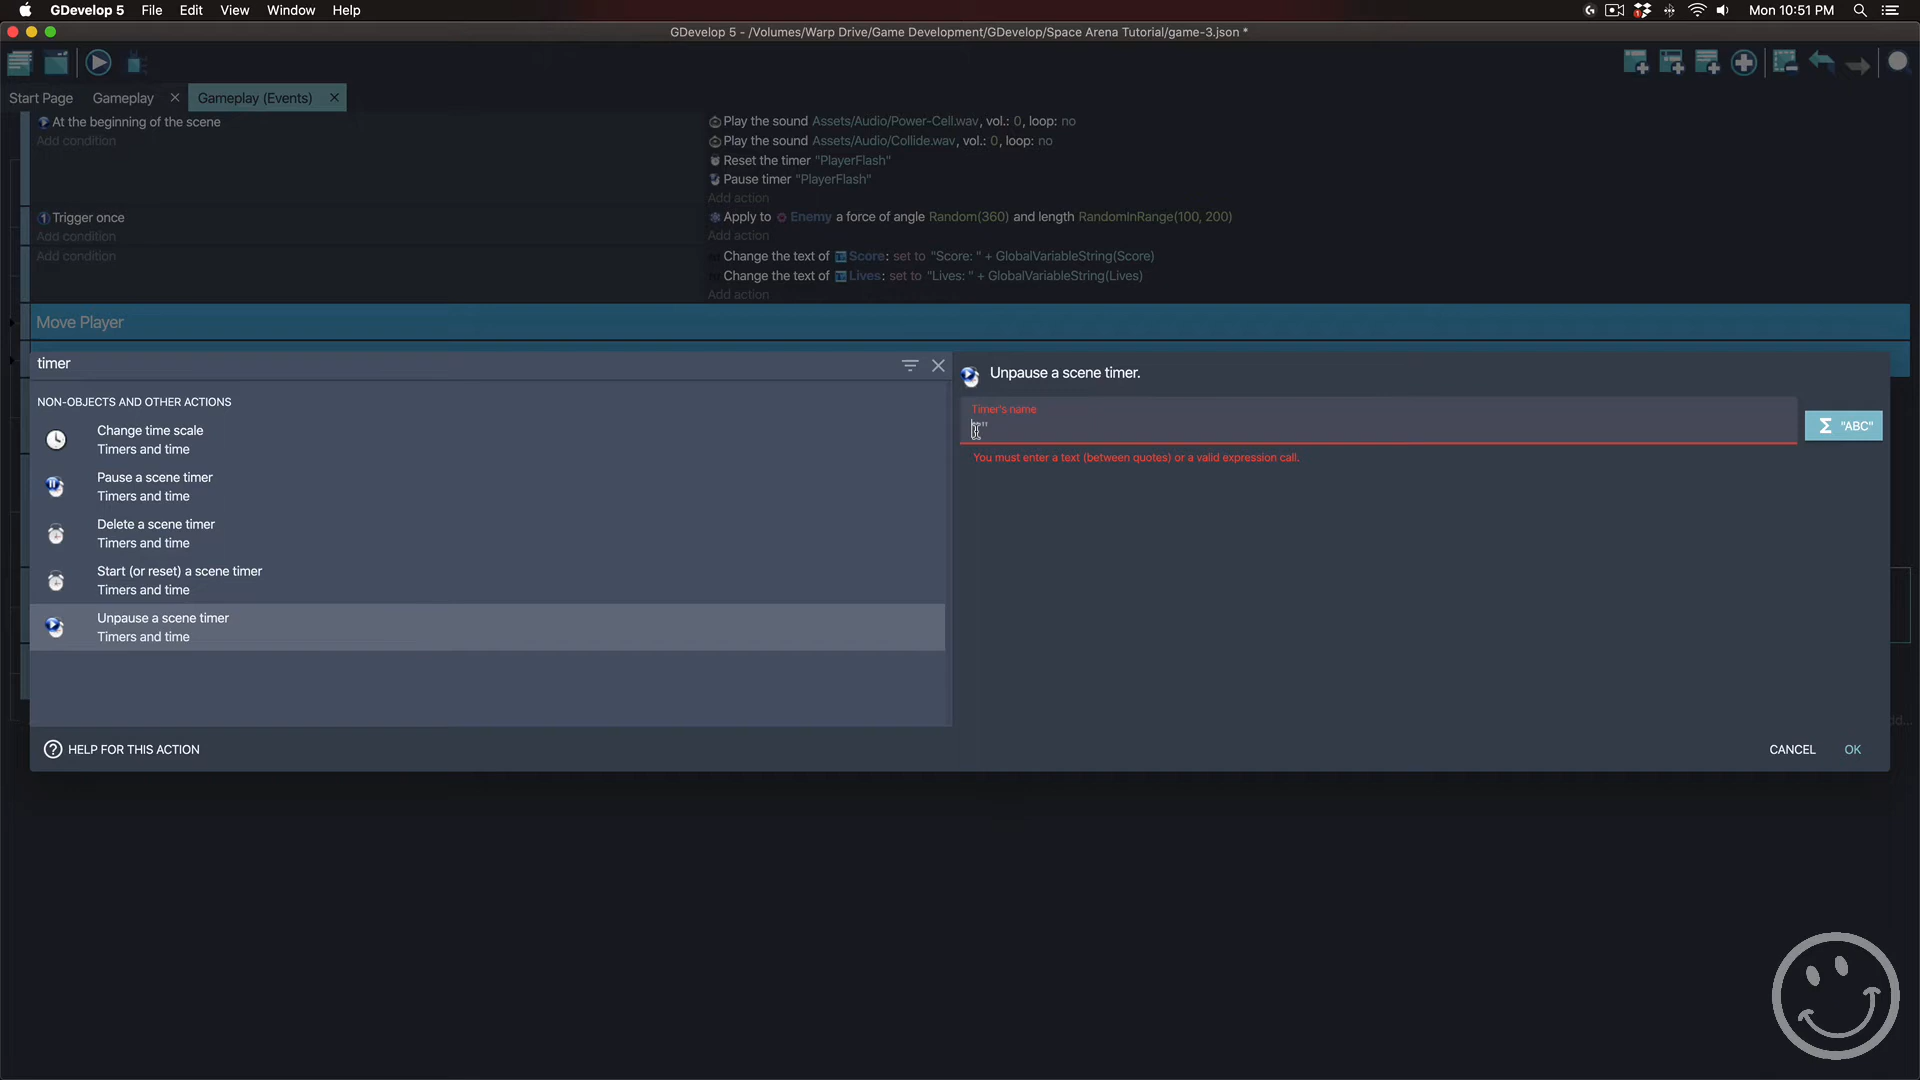 GDevelop 5 File Edit View Window Help Mon 10:51 PM
GDevelop 5 - /Volumes/Warp Drive/Game Development/GDevelop/Space Arena Tutorial/game-3.json *
Start Page Gameplay Gameplay (Events)
At the beginning of the scene
Add condition
Play the sound Assets/Audio/Power-Cell.wav, vol.: 0, loop: no
Play the sound Assets/Audio/Collide.wav, vol.: 0, loop: no
Reset the timer "PlayerFlash"
Pause timer "PlayerFlash"
Add action
Trigger once
Add condition
Apply to Enemy a force of angle Random(360) and length RandomInRange(100, 200)
Add action
Add condition
Change the text of Score: set to "Score: " + GlobalVariableString(Score)
Change the text of Lives: set to "Lives: " + GlobalVariableString(Lives)
Add action
Move Player
timer
NON-OBJECTS AND OTHER ACTIONS
Change time scale
Timers and time
Pause a scene timer
Timers and time
Delete a scene timer
Timers and time
Start (or reset) a scene timer
Timers and time
Unpause a scene timer
Timers and time
HELP FOR THIS ACTION
Unpause a scene timer.
Timer's name
Σ "ABC"
You must enter a text (between quotes) or a valid expression call.
CANCEL OK